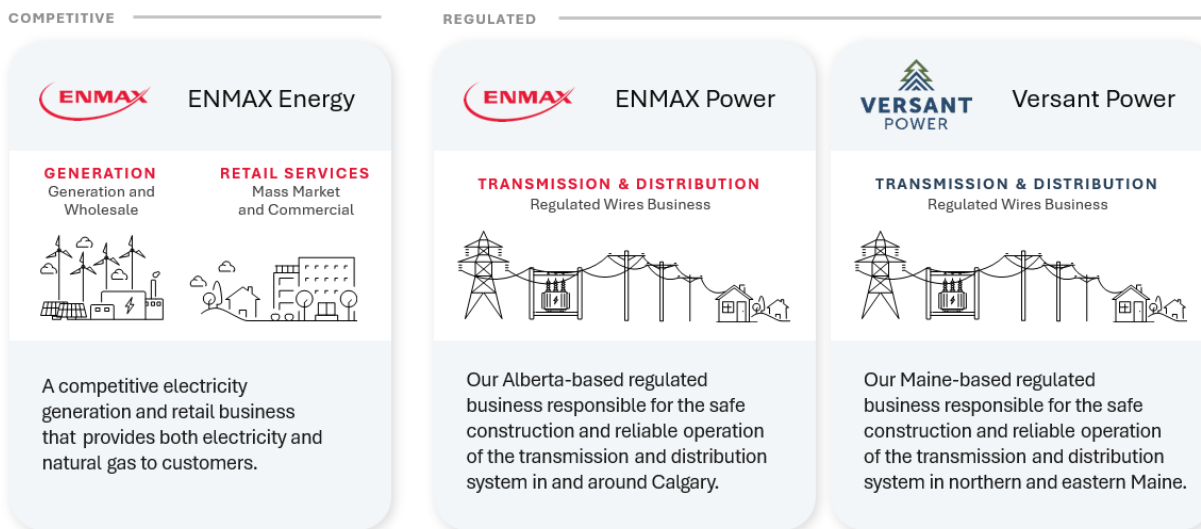 COMPETITIVE
REGULATED
ENMAX
ENMAX Energy
GENERATION
Generation and
Wholesale
RETAIL SERVICES
Mass Market
and Commercial
A competitive electricity
generation and retail business
that provides both electricity and
natural gas to customers.
ENMAX
ENMAX Power
TRANSMISSION & DISTRIBUTION
Regulated Wires Business
Our Alberta-based regulated
business responsible for the safe
construction and reliable operation
of the transmission and distribution
system in and around Calgary.
VERSANT
POWER
Versant Power
TRANSMISSION & DISTRIBUTION
Regulated Wires Business
Our Maine-based regulated
business responsible for the safe
construction and reliable operation
of the transmission and distribution
system in northern and eastern Maine.